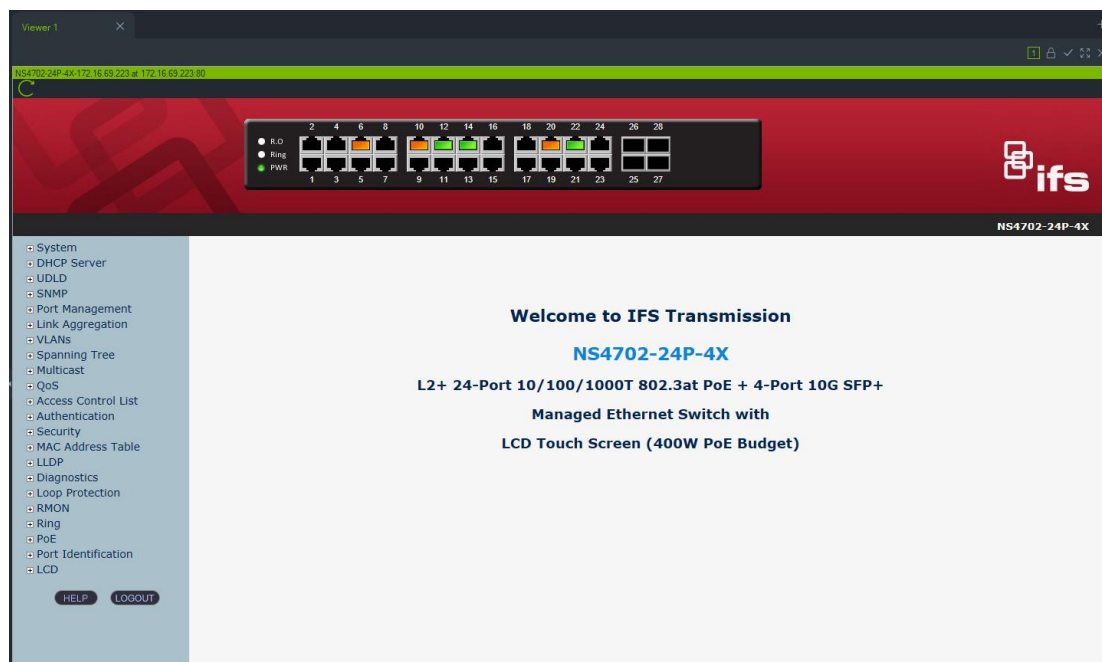 Viewer 1
1
NS4702-24P-4X-172.16.69.223 at 172.16.69.223:80
2 4 6 8 10 12 14 16 18 20 22 24 26 28
R.O
Ring
PWR
1 3 5 7 9 11 13 15 17 19 21 23 25 27
ifs
NS4702-24P-4X
System
DHCP Server
UDLD
SNMP
Port Management
Link Aggregation
VLANs
Spanning Tree
Multicast
QoS
Access Control List
Authentication
Security
MAC Address Table
LLDP
Diagnostics
Loop Protection
RMON
Ring
PoE
Port Identification
LCD
HELP LOGOUT
Welcome to IFS Transmission
NS4702-24P-4X
L2+ 24-Port 10/100/1000T 802.3at PoE + 4-Port 10G SFP+
Managed Ethernet Switch with
LCD Touch Screen (400W PoE Budget)